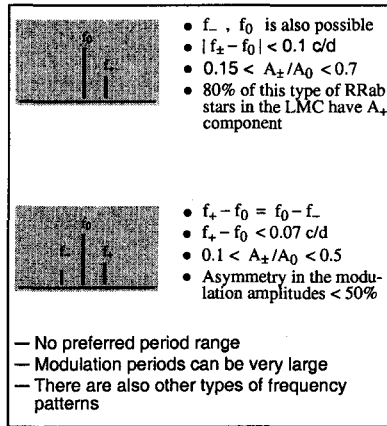 f₀
f₊
• f₋ , f₀ is also possible
• | f± − f₀ | < 0.1 c/d
• 0.15 < A±/A₀ < 0.7
• 80% of this type of RRab
stars in the LMC have A₊
component
f₋
f₀
f₊
• f₊ − f₀ = f₀ − f₋
• f₊ − f₀ < 0.07 c/d
• 0.1 < A±/A₀ < 0.5
• Asymmetry in the modu-
lation amplitudes < 50%
— No preferred period range
— Modulation periods can be very large
— There are also other types of frequency
patterns